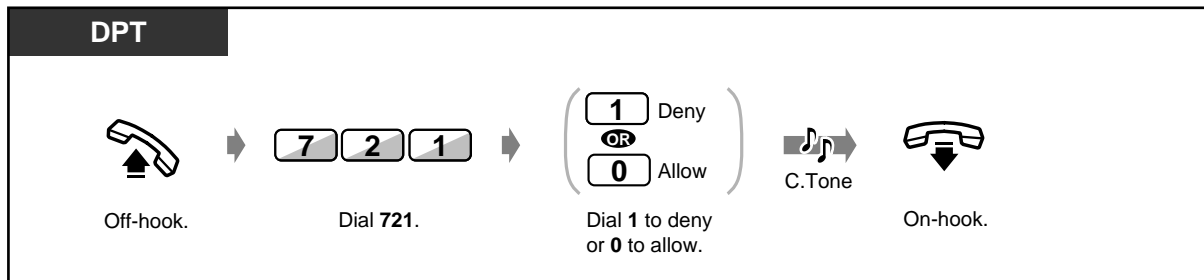 DPT
1 Deny
OR
0 Allow
7 2 1
C.Tone
Off-hook.
Dial 721.
Dial 1 to deny
or 0 to allow.
On-hook.